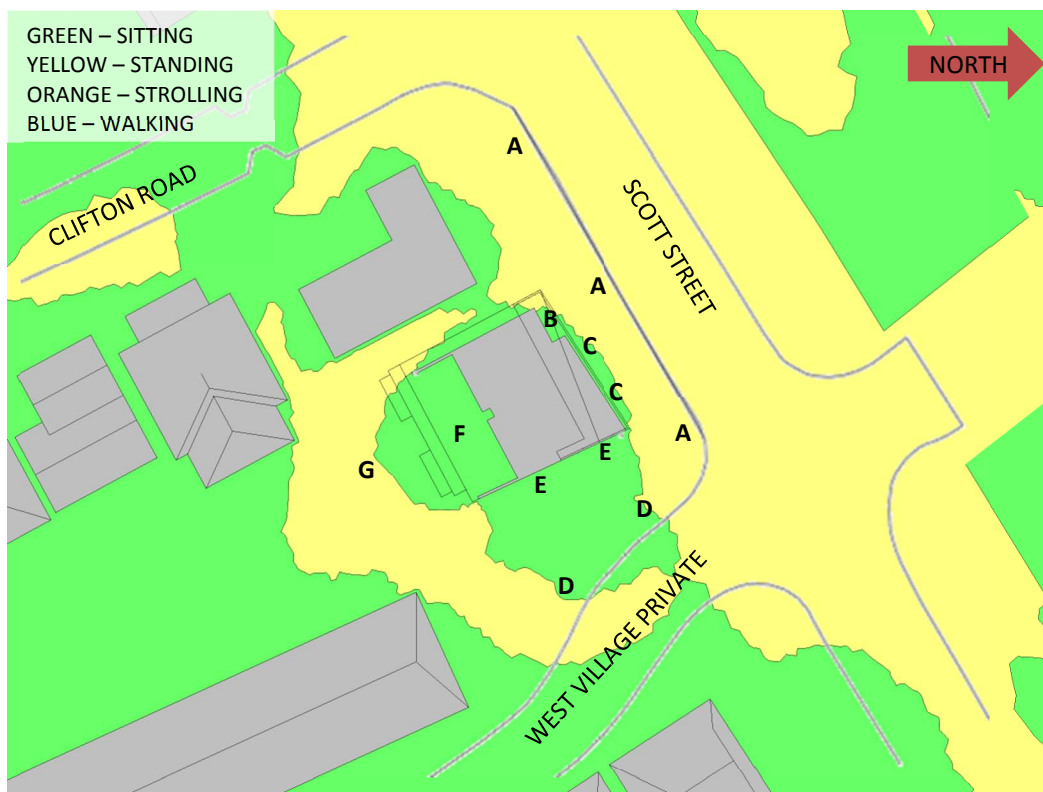 GREEN – SITTING
YELLOW – STANDING
ORANGE – STROLLING
BLUE – WALKING
NORTH
CLIFTON ROAD
SCOTT STREET
A
A
B
C
C
A
F
E
G
E
D
D
WEST VILLAGE PRIVATE